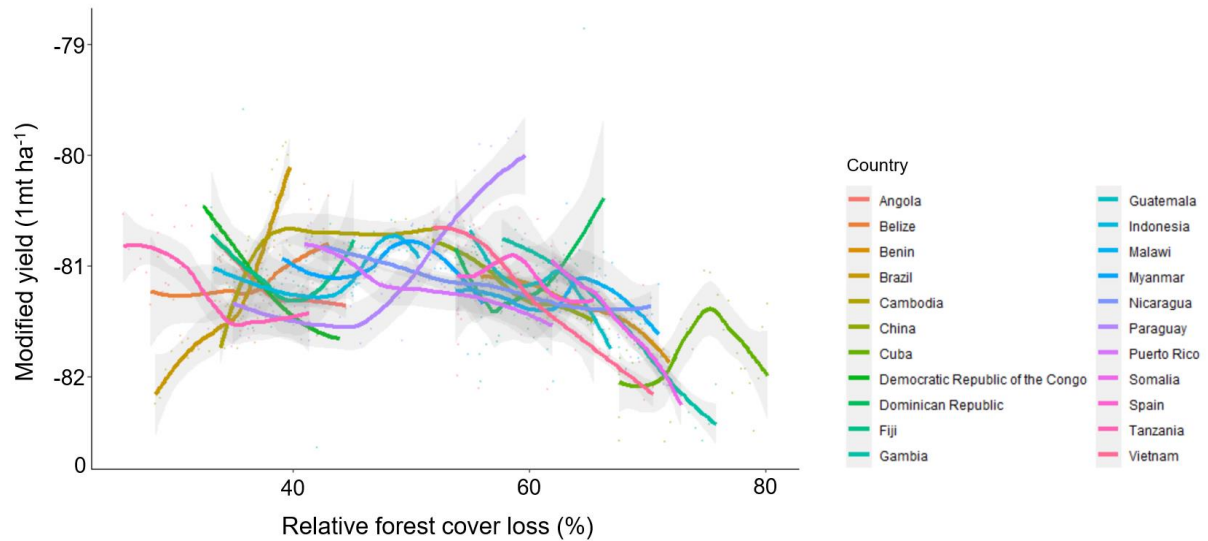 -79
-80
-81
-82
0
Modified yield (1mt ha⁻¹)
40 60 80
Relative forest cover loss (%)
Country
Angola
Belize
Benin
Brazil
Cambodia
China
Cuba
Democratic Republic of the Congo
Dominican Republic
Fiji
Gambia
Guatemala
Indonesia
Malawi
Myanmar
Nicaragua
Paraguay
Puerto Rico
Somalia
Spain
Tanzania
Vietnam